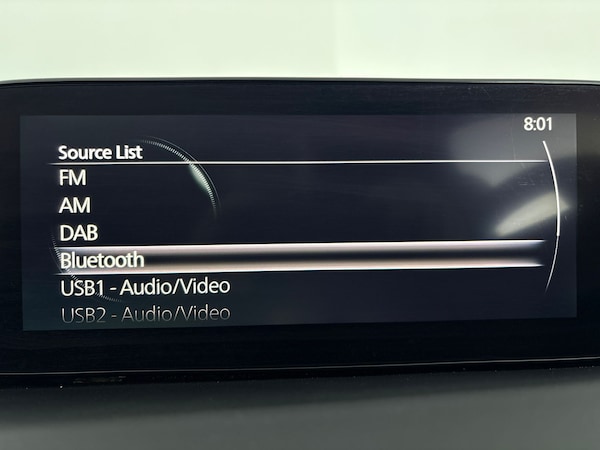 8:01
Source List
FM
AM
DAB
Bluetooth
USB1 - Audio/Video
USB2 - Audio/Video